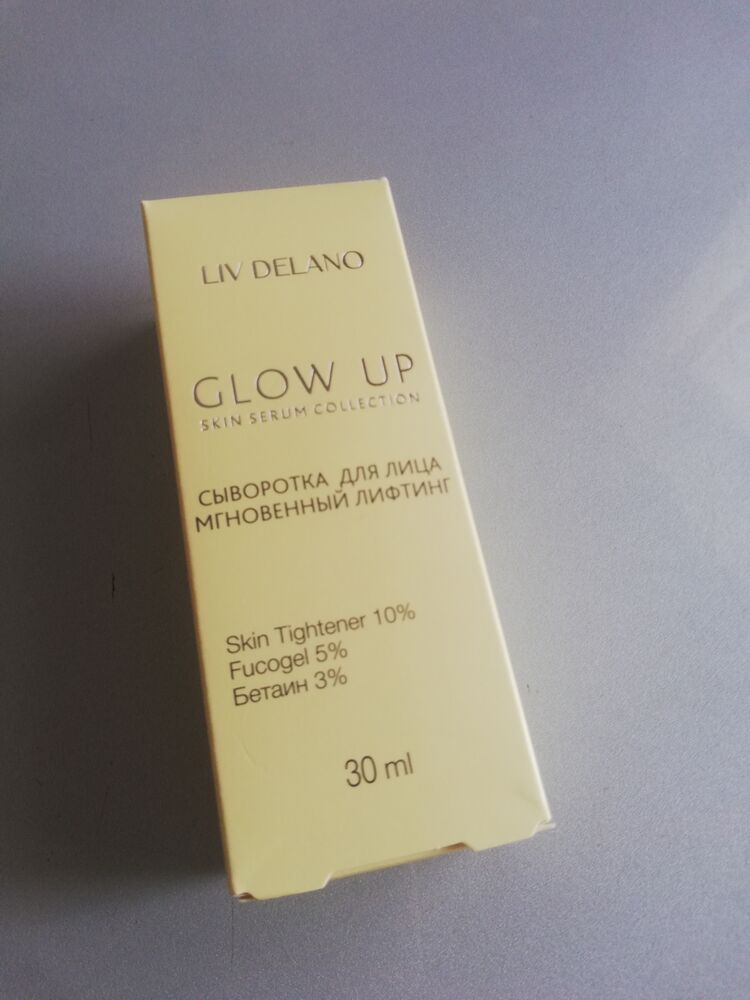 LIV DELANO
GLOW UP
SKIN SERUM COLLECTION
СЫВОРОТКА ДЛЯ ЛИЦА
МГНОВЕННЫЙ ЛИФТИНГ
Skin Tightener 10%
Fucogel 5%
Бетаин 3%
30 ml